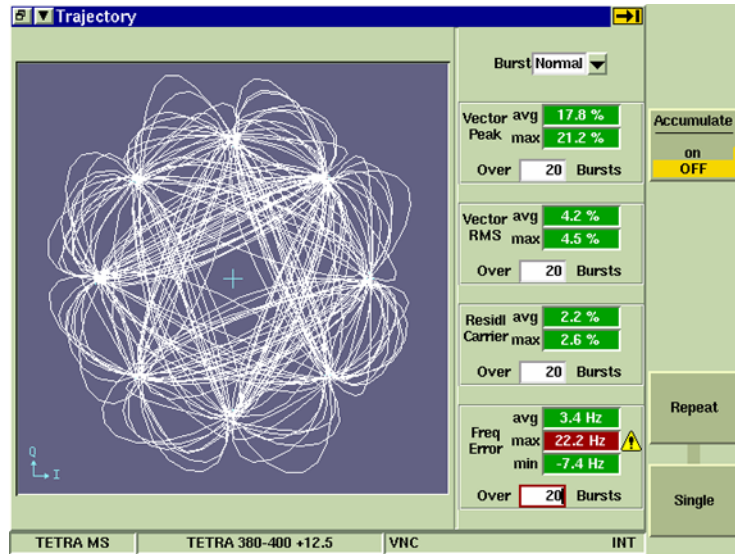 Trajectory
Burst Normal
Vector Peak avg 17.8 %
max 21.2 %
Over 20 Bursts
Vector RMS avg 4.2 %
max 4.5 %
Over 20 Bursts
Residl Carrier avg 2.2 %
max 2.6 %
Over 20 Bursts
Freq Error avg 3.4 Hz
max 22.2 Hz
min -7.4 Hz
Over 20 Bursts
Accumulate
on
OFF
Repeat
Single
Q
I
TETRA MS TETRA 380-400 +12.5 VNC INT